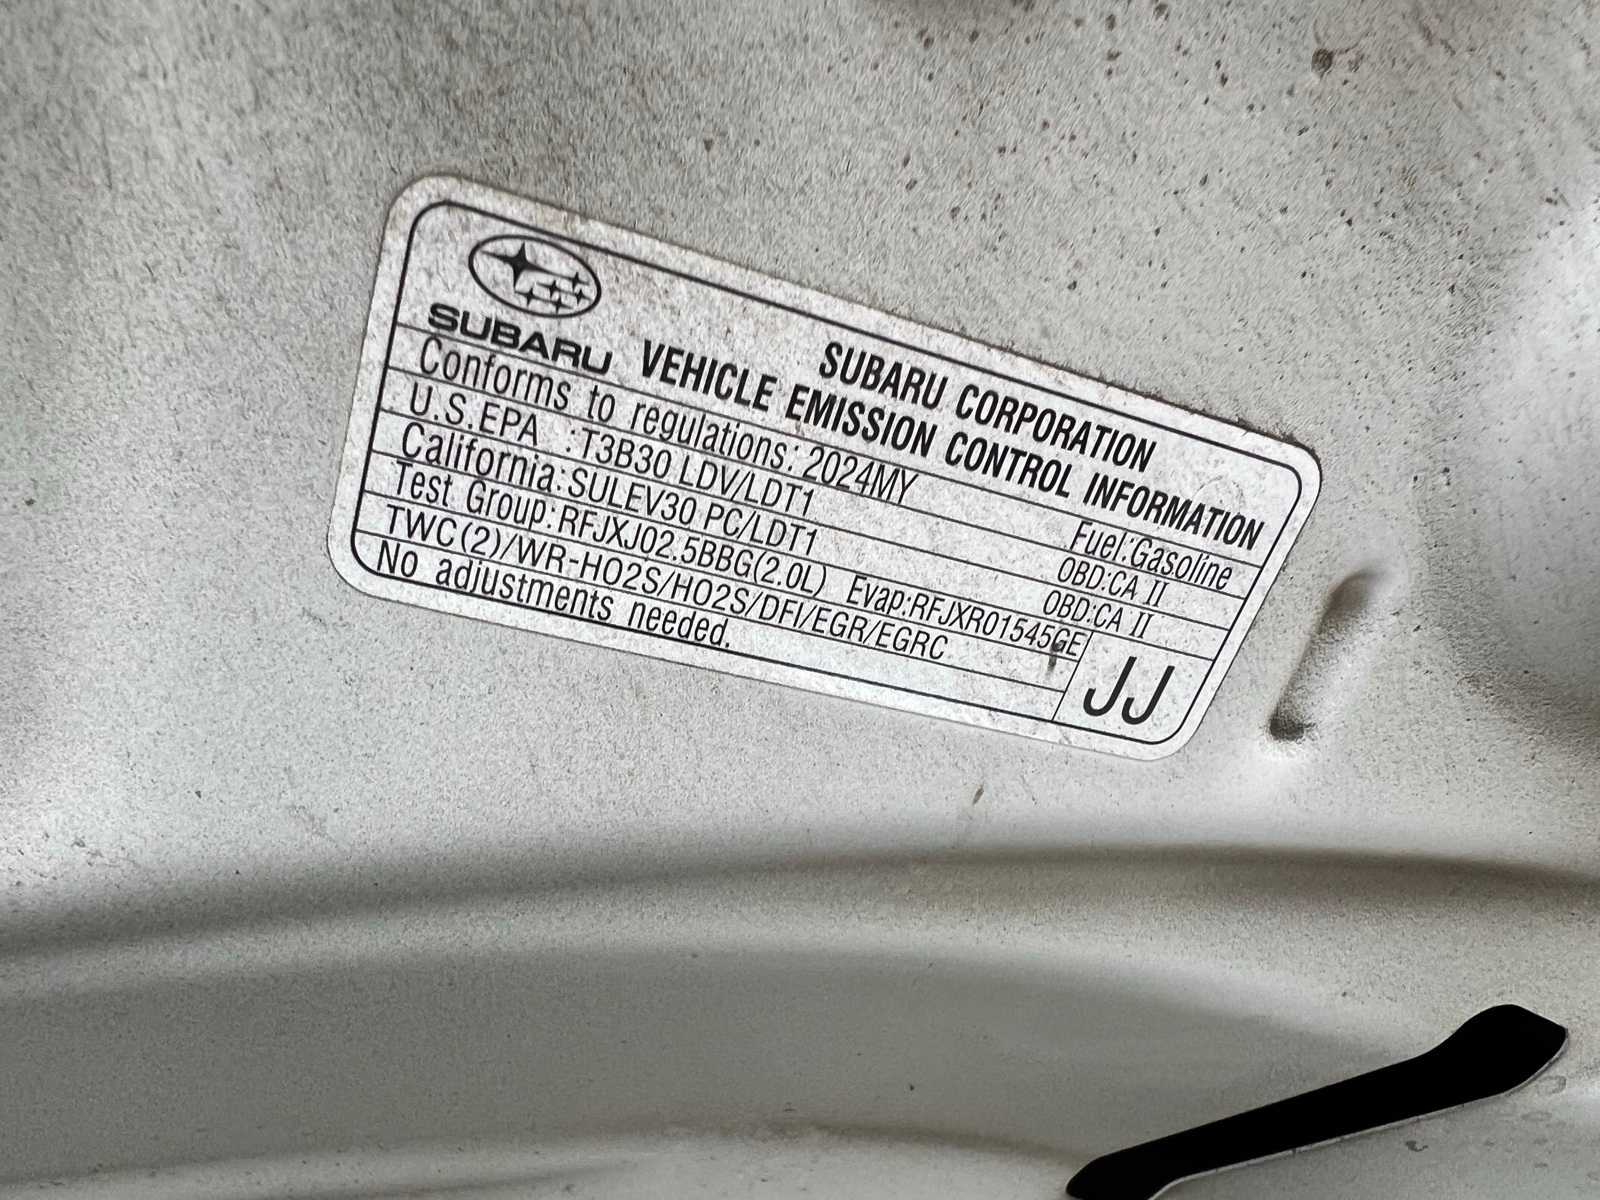 SUBARU
SUBARU CORPORATION
VEHICLE EMISSION CONTROL INFORMATION
Conforms to regulations: 2024MY Fuel:Gasoline
U.S.EPA :T3B30 LDV/LDT1 OBD:CA II
California:SULEV30 PC/LDT1 OBD:CA II
Test Group:RFJXJ02.5BBG(2.0L) Evap:RFJXR01545GE
TWC(2)/WR-HO2S/HO2S/DFI/EGR/EGRC
No adjustments needed.
JJ